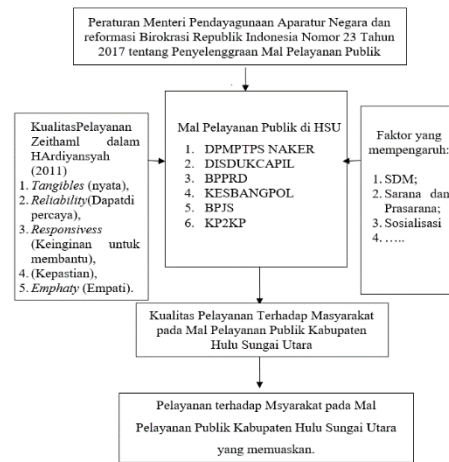 Peraturan Menteri Pendayagunaan Aparatur Negara dan
reformasi Birokrasi Republik Indonesia Nomor 23 Tahun
2017 tentang Penyelenggraan Mal Pelayanan Publik
KualitasPelayanan
Zeithaml dalam
HArdiyansyah
(2011)
1. Tangibles (nyata),
2. Reliability(Dapatdi
percaya),
3. Responsivess
(Keinginan untuk
membantu),
4. (Kepastian),
5. Emphaty (Empati).
Mal Pelayanan Publik di HSU
1. DPMPTPS NAKER
2. DISDUKCAPIL
3. BPPRD
4. KESBANGPOL
5. BPJS
6. KP2KP
Faktor yang
mempengaruh:
1. SDM;
2. Sarana dan
Prasarana;
3. Sosialisasi
4. …..
Kualitas Pelayanan Terhadap Masyarakat
pada Mal Pelayanan Publik Kabupaten
Hulu Sungai Utara
Pelayanan terhadap Msyarakat pada Mal
Pelayanan Publik Kabupaten Hulu Sungai Utara
yang memuaskan.